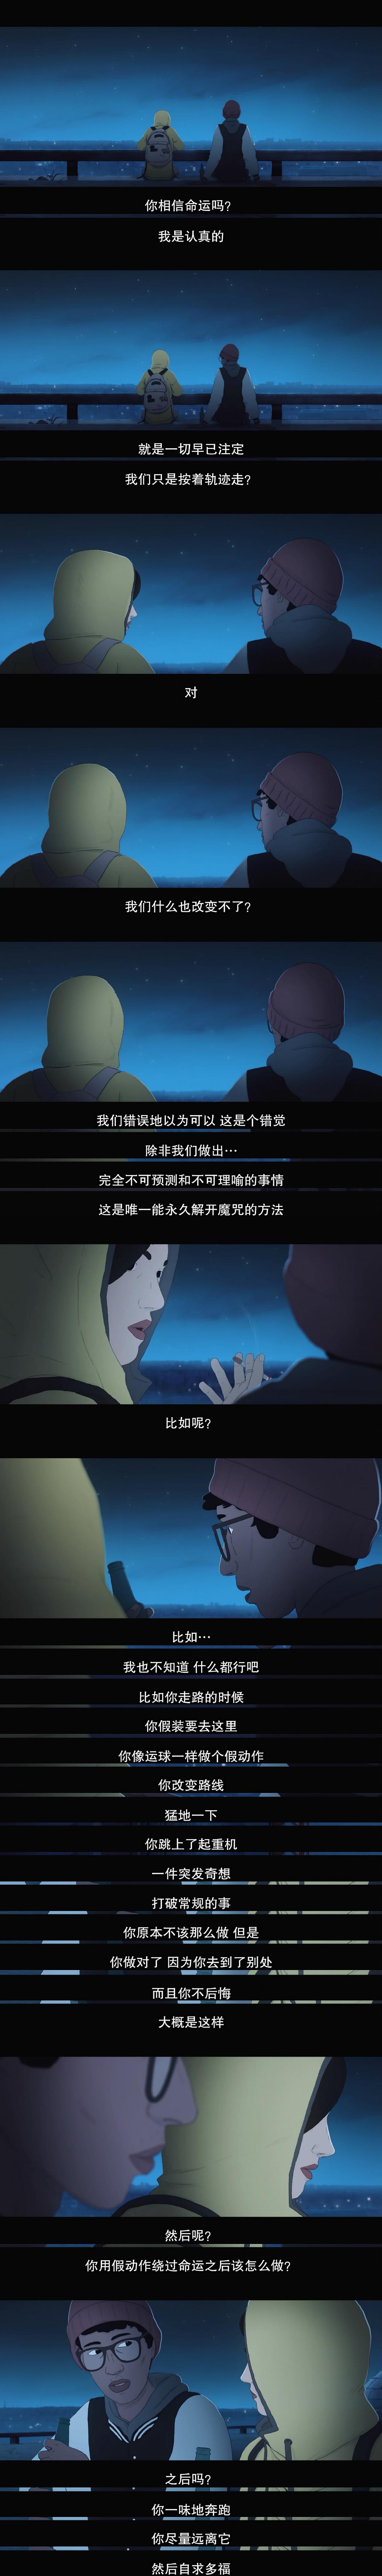 你相信命运吗?
我是认真的
就是一切早已注定
我们只是按着轨迹走?
对
我们什么也改变不了?
我们错误地以为可以 这是个错觉
除非我们做出…
完全不可预测和不可理喻的事情
这是唯一能永久解开魔咒的方法
比如呢?
比如…
我也不知道 什么都行吧
比如你走路的时候
你假装要去这里
你像运球一样做个假动作
你改变路线
猛地一下
你跳上了起重机
一件突发奇想
打破常规的事
你原本不该那么做 但是
你做对了 因为你去到了别处
而且你不后悔
大概是这样
然后呢?
你用假动作绕过命运之后该怎么做?
之后吗?
你一味地奔跑
你尽量远离它
然后自求多福